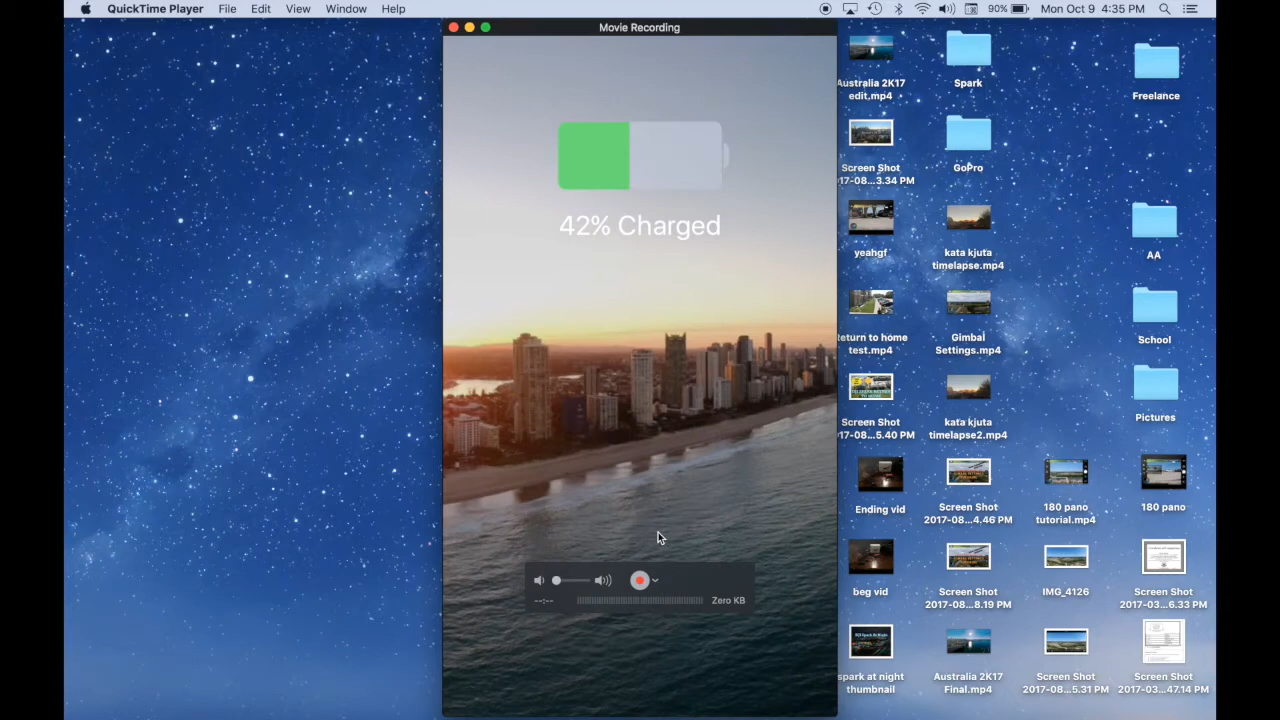 QuickTime Player File Edit View Window Help
90% Mon Oct 9 4:35 PM
Movie Recording
42% Charged
--:--
Zero KB
Australia 2K17
edit.mp4
Spark
Freelance
Screen Shot
17-08...3.34 PM
GoPro
yeahgf
kata kjuta
timelapse.mp4
AA
eturn to home
test.mp4
Gimbal
Settings.mp4
School
Screen Shot
17-08...5.40 PM
kata kjuta
timelapse2.mp4
Pictures
Ending vid
Screen Shot
2017-08...4.46 PM
180 pano
tutorial.mp4
180 pano
beg vid
Screen Shot
2017-08...8.19 PM
IMG_4126
Screen Shot
2017-03...6.33 PM
spark at night
thumbnail
Australia 2K17
Final.mp4
Screen Shot
2017-08...5.31 PM
Screen Shot
2017-03...47.14 PM